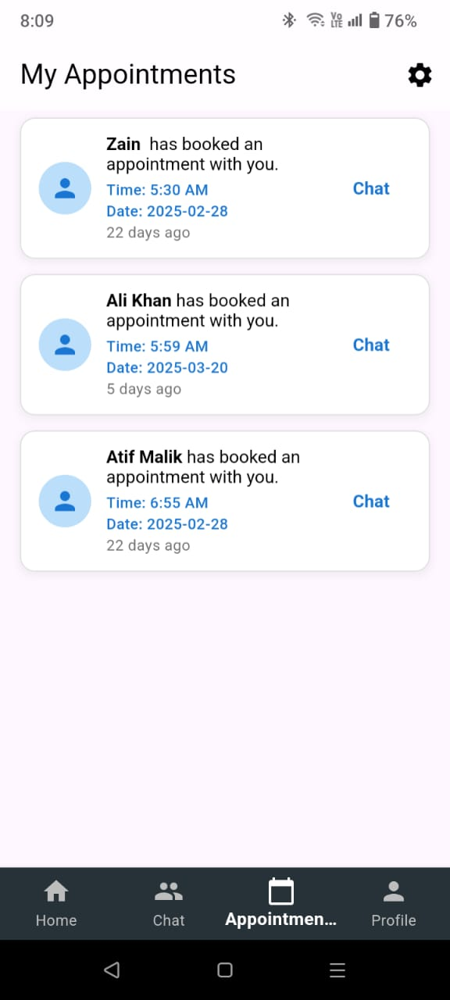 8:09
Vo
LTE
76%
My Appointments
Zain has booked an
appointment with you.
Time: 5:30 AM
Date: 2025-02-28
22 days ago
Chat
Ali Khan has booked an
appointment with you.
Time: 5:59 AM
Date: 2025-03-20
5 days ago
Chat
Atif Malik has booked an
appointment with you.
Time: 6:55 AM
Date: 2025-02-28
22 days ago
Chat
Home
Chat
Appointmen...
Profile